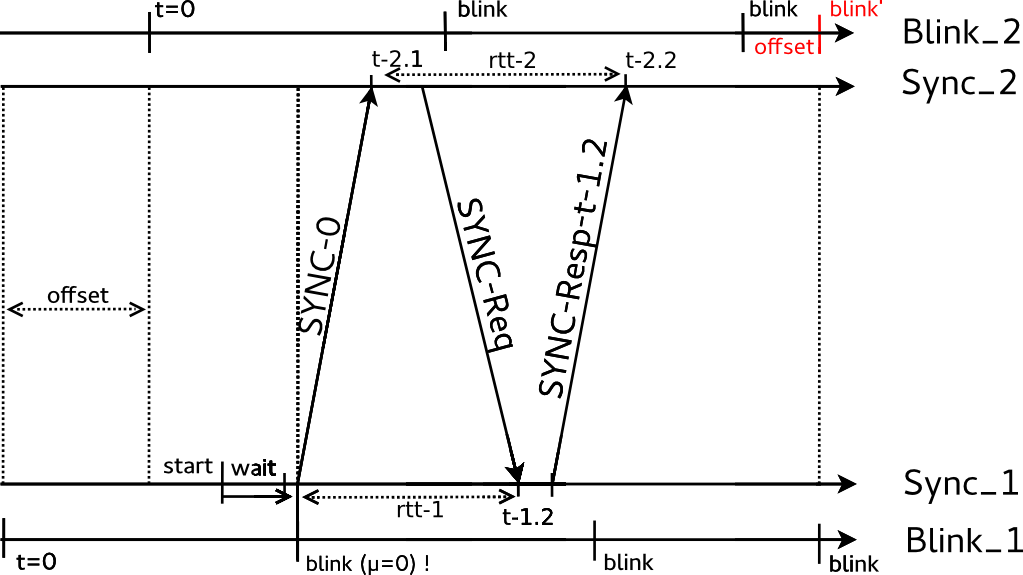 t=0 blink blink blink'
offset
Blink_2
t-2.1 rtt-2 t-2.2
Sync_2
SYNC-0
SYNC-Req
SYNC-Resp-t-1.2
offset
start wait
Sync_1
rtt-1 t-1.2
Blink_1
t=0 blink (µ=0) ! blink blink